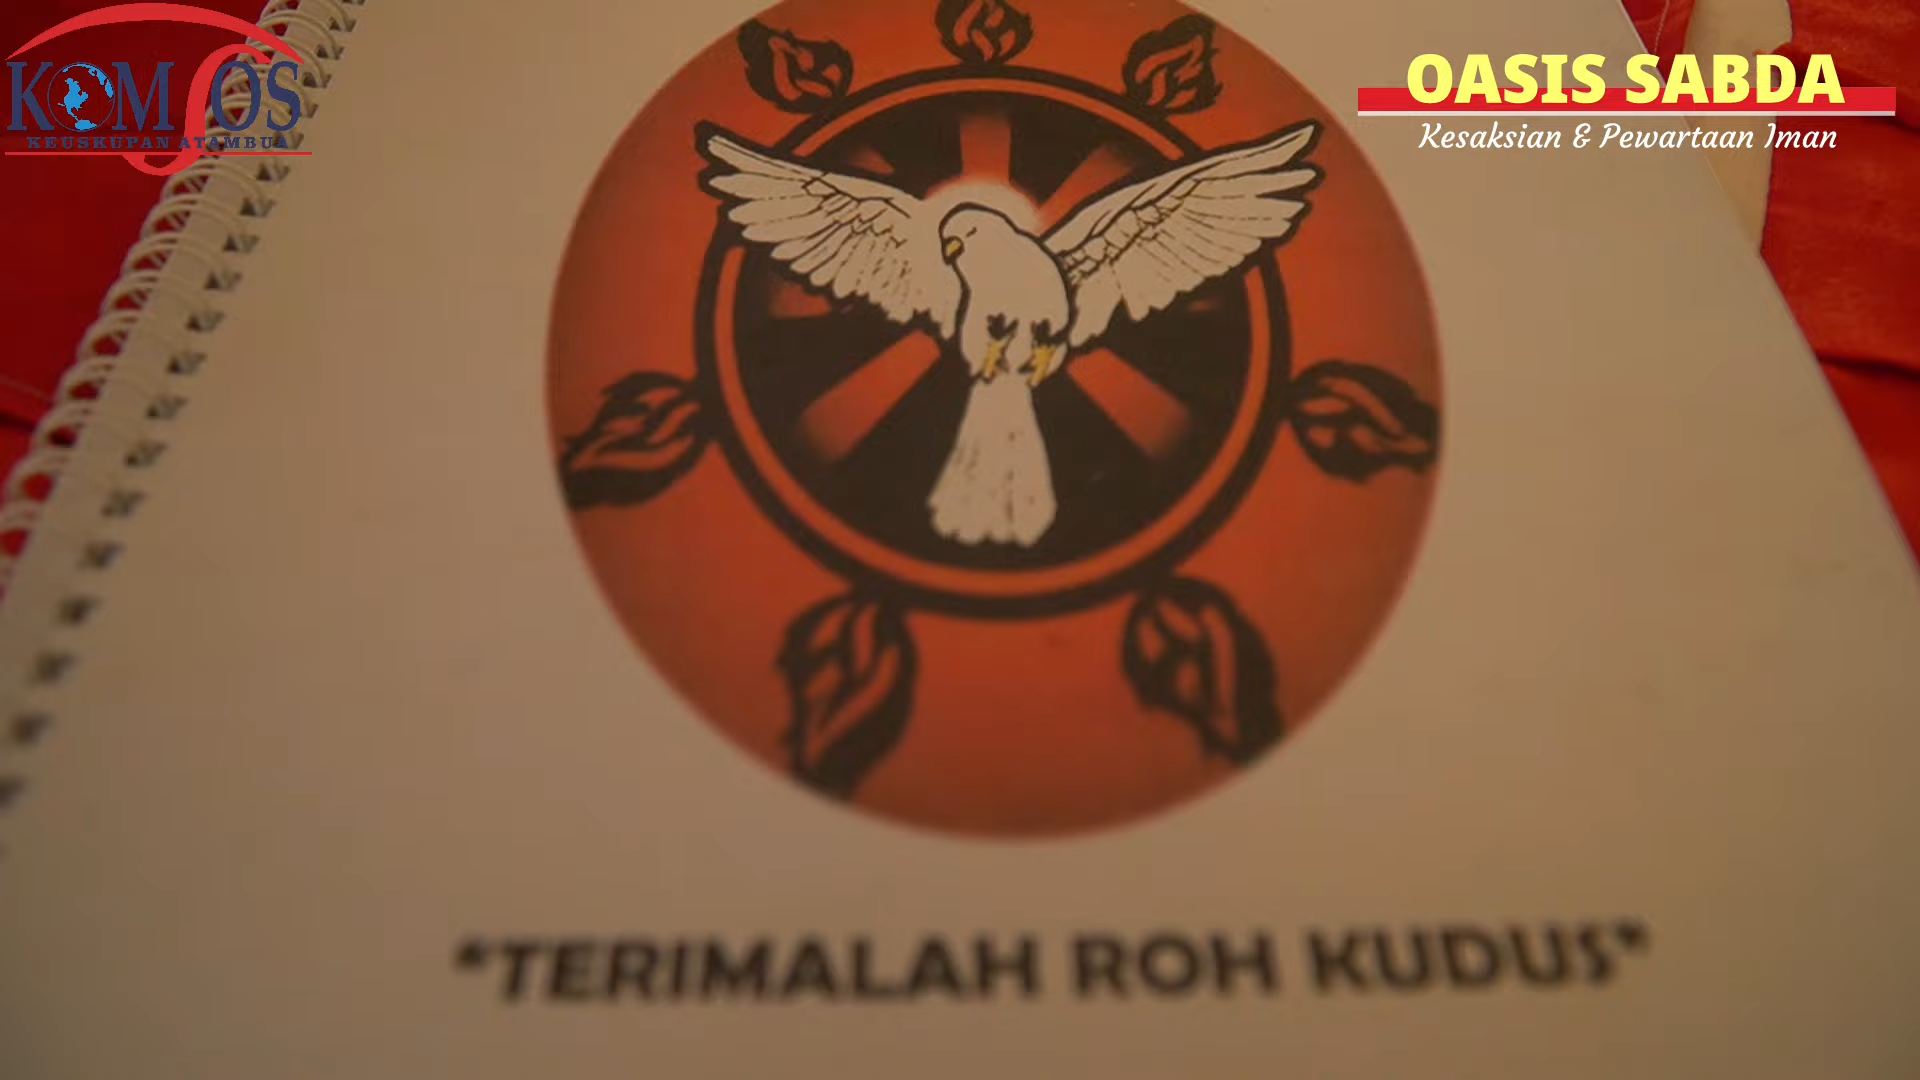 KOMSOS
KEUSKUPAN ATAMBUA
OASIS SABDA
Kesaksian & Pewartaan Iman
"TERIMALAH ROH KUDUS"